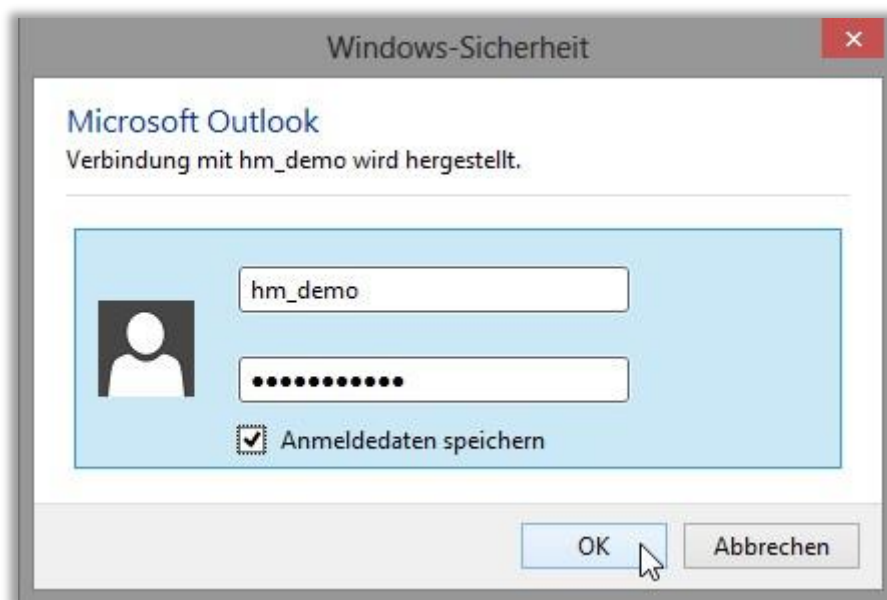 Windows-Sicherheit
Microsoft Outlook
Verbindung mit hm_demo wird hergestellt.
hm_demo
•••••••••••
Anmeldedaten speichern
OK
Abbrechen